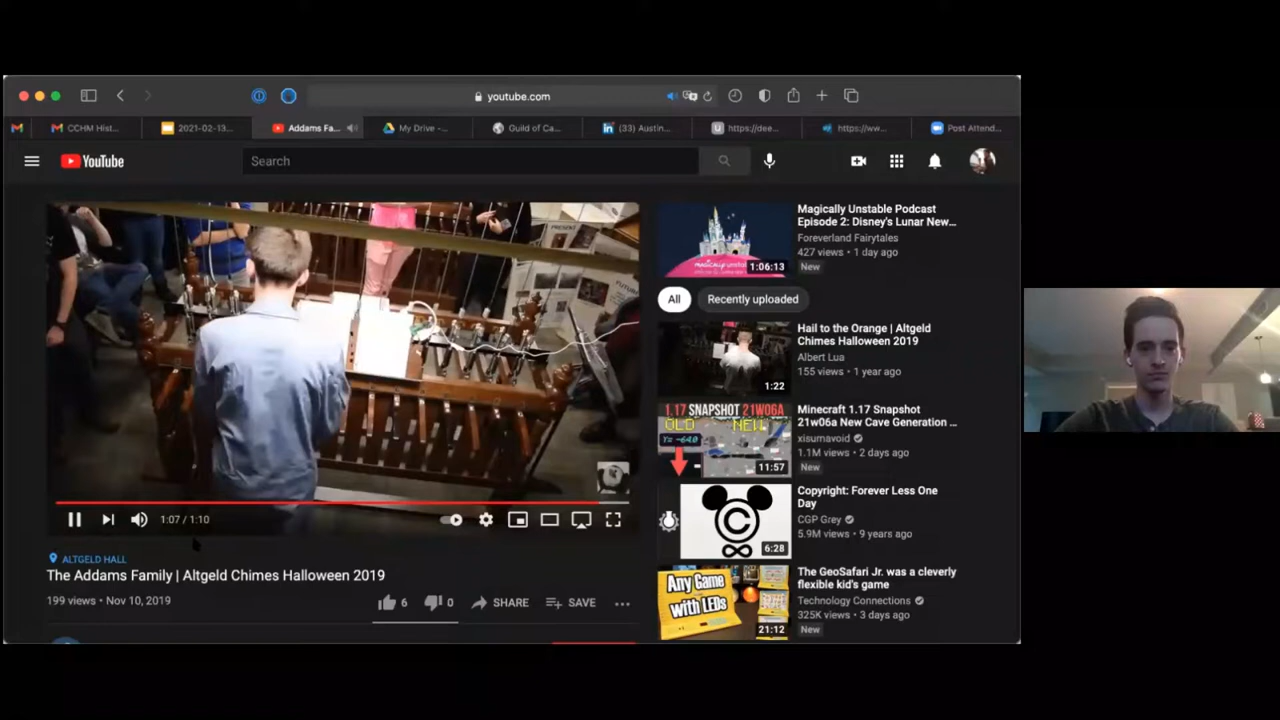 youtube.com
CCHM Hist...
2021-02-13...
Addams Fa...
My Drive -...
Guild of Ca...
(33) Austin...
https://dee...
https://ww...
Post Attend...
YouTube
Search
PRESENT
FUTURE
1:07 / 1:10
ALTGELD HALL
The Addams Family | Altgeld Chimes Halloween 2019
199 views • Nov 10, 2019
6
0
SHARE
SAVE
magically unstable
1:06:13
Magically Unstable Podcast
Episode 2: Disney's Lunar New...
Foreverland Fairytales
427 views • 1 day ago
New
All
Recently uploaded
1:22
Hail to the Orange | Altgeld
Chimes Halloween 2019
Albert Lua
155 views • 1 year ago
1.17 SNAPSHOT 21W06A
OLD NEW
Y= -64.0
11:57
Minecraft 1.17 Snapshot
21w06a New Cave Generation ...
xisumavoid
1.1M views • 2 days ago
New
C
6:28
Copyright: Forever Less One
Day
CGP Grey
5.9M views • 9 years ago
Any Game
with LEDs
21:12
The GeoSafari Jr. was a cleverly
flexible kid's game
Technology Connections
325K views • 3 days ago
New